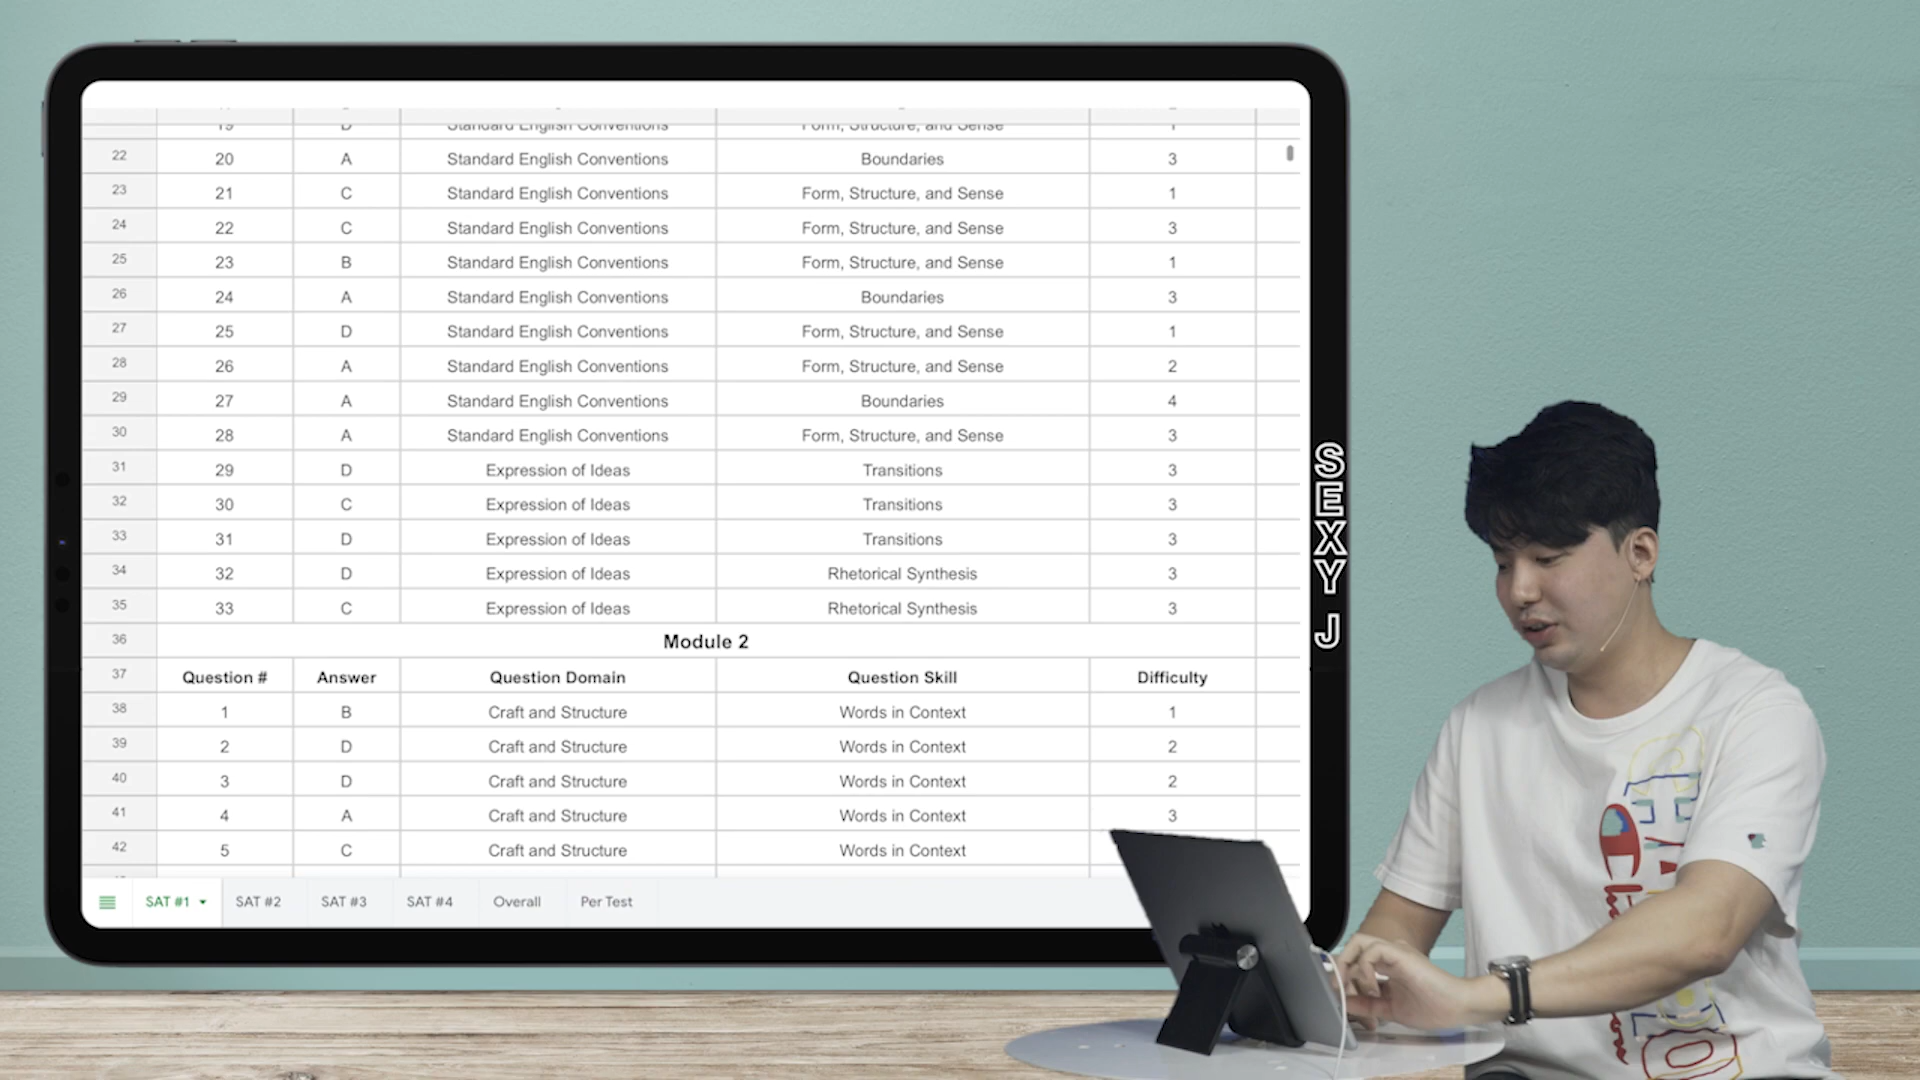 19 D Standard English Conventions Form, Structure, and Sense 1
22 20 A Standard English Conventions Boundaries 3
23 21 C Standard English Conventions Form, Structure, and Sense 1
24 22 C Standard English Conventions Form, Structure, and Sense 3
25 23 B Standard English Conventions Form, Structure, and Sense 1
26 24 A Standard English Conventions Boundaries 3
27 25 D Standard English Conventions Form, Structure, and Sense 1
28 26 A Standard English Conventions Form, Structure, and Sense 2
29 27 A Standard English Conventions Boundaries 4
30 28 A Standard English Conventions Form, Structure, and Sense 3
31 29 D Expression of Ideas Transitions 3
32 30 C Expression of Ideas Transitions 3
33 31 D Expression of Ideas Transitions 3
34 32 D Expression of Ideas Rhetorical Synthesis 3
35 33 C Expression of Ideas Rhetorical Synthesis 3
36 Module 2
37 Question # Answer Question Domain Question Skill Difficulty
38 1 B Craft and Structure Words in Context 1
39 2 D Craft and Structure Words in Context 2
40 3 D Craft and Structure Words in Context 2
41 4 A Craft and Structure Words in Context 3
42 5 C Craft and Structure Words in Context
SAT #1 SAT #2 SAT #3 SAT #4 Overall Per Test
SEXY J